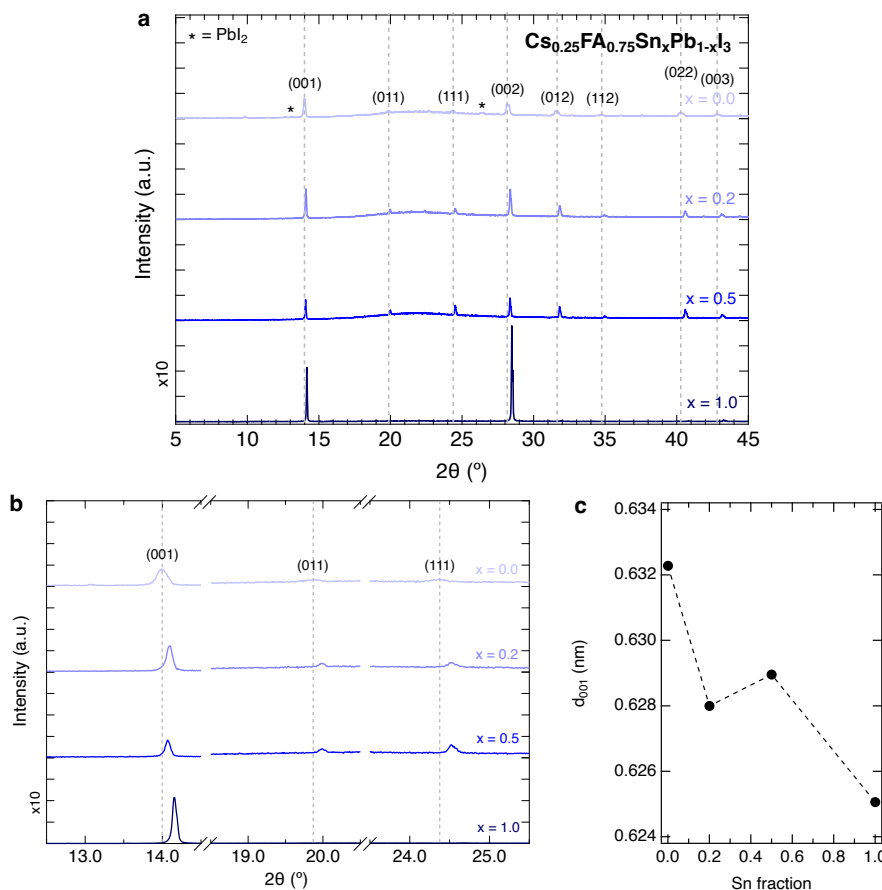 a
* = PbI₂
Cs₀.₂₅FA₀.₇₅SnₓPb₁₋ₓI₃
(001)
(011)
(111)
*
*
(002)
(012)
(112)
(022)
(003)
x = 0.0
x = 0.2
x = 0.5
x = 1.0
x10
Intensity (a.u.)
5 10 15 20 25 30 35 40 45
2θ (º)
b
(001)
(011)
(111)
x = 0.0
x = 0.2
x = 0.5
x = 1.0
x10
Intensity (a.u.)
13.0 14.0 19.0 20.0 24.0 25.0
2θ (º)
c
0.634
0.632
0.630
0.628
0.626
0.624
d₀₀₁ (nm)
0.0 0.2 0.4 0.6 0.8 1.0
Sn fraction